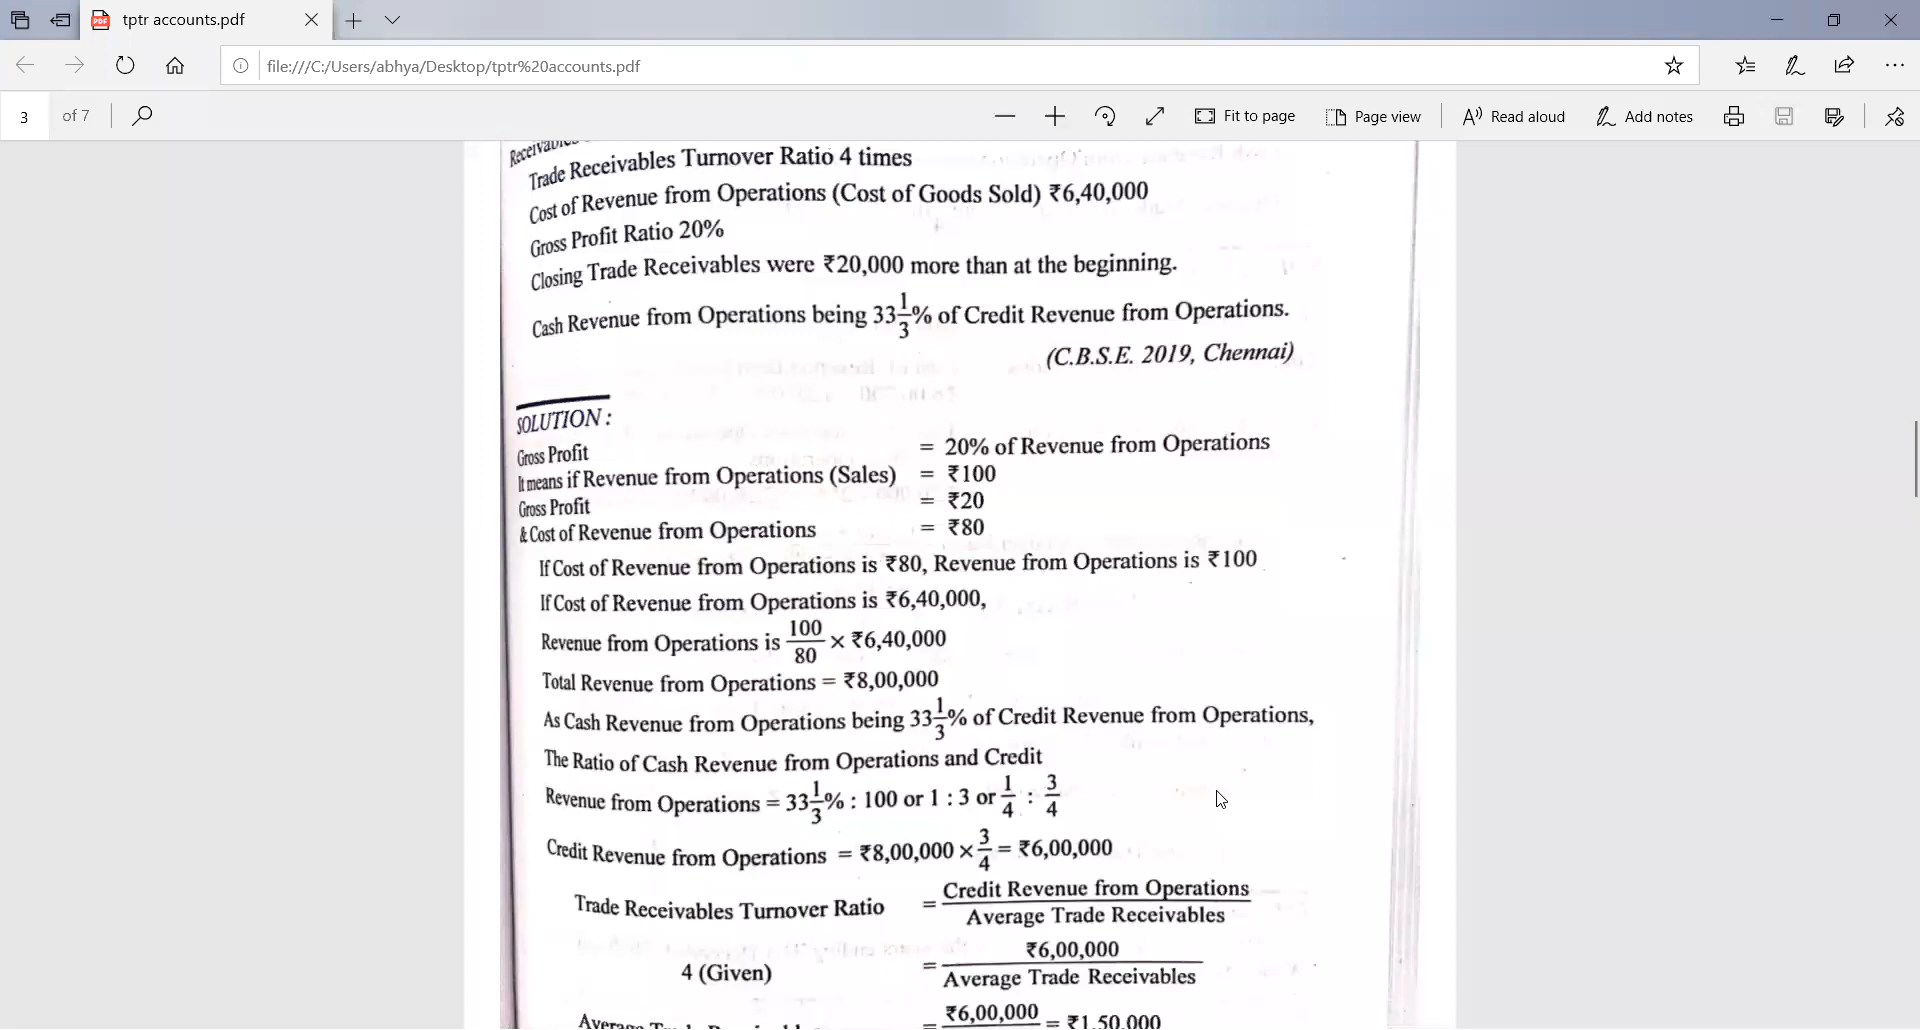 tptr accounts.pdf
file:///C:/Users/abhya/Desktop/tptr%20accounts.pdf
3 of 7
Fit to page
Page view
Read aloud
Add notes
Trade Receivables Turnover Ratio 4 times
Cost of Revenue from Operations (Cost of Goods Sold) ₹6,40,000
Gross Profit Ratio 20%
Closing Trade Receivables were ₹20,000 more than at the beginning.
Cash Revenue from Operations being 33 1/3% of Credit Revenue from Operations.
(C.B.S.E. 2019, Chennai)
SOLUTION :
Gross Profit = 20% of Revenue from Operations
It means if Revenue from Operations (Sales) = ₹100
Gross Profit = ₹20
& Cost of Revenue from Operations = ₹80
If Cost of Revenue from Operations is ₹80, Revenue from Operations is ₹100
If Cost of Revenue from Operations is ₹6,40,000,
Revenue from Operations is 100/80 × ₹6,40,000
Total Revenue from Operations = ₹8,00,000
As Cash Revenue from Operations being 33 1/3% of Credit Revenue from Operations,
The Ratio of Cash Revenue from Operations and Credit
Revenue from Operations = 33 1/3% : 100 or 1 : 3 or 1/4 : 3/4
Credit Revenue from Operations = ₹8,00,000 × 3/4 = ₹6,00,000
Trade Receivables Turnover Ratio = Credit Revenue from Operations / Average Trade Receivables
4 (Given) = ₹6,00,000 / Average Trade Receivables
= ₹6,00,000 = ₹1,50,000